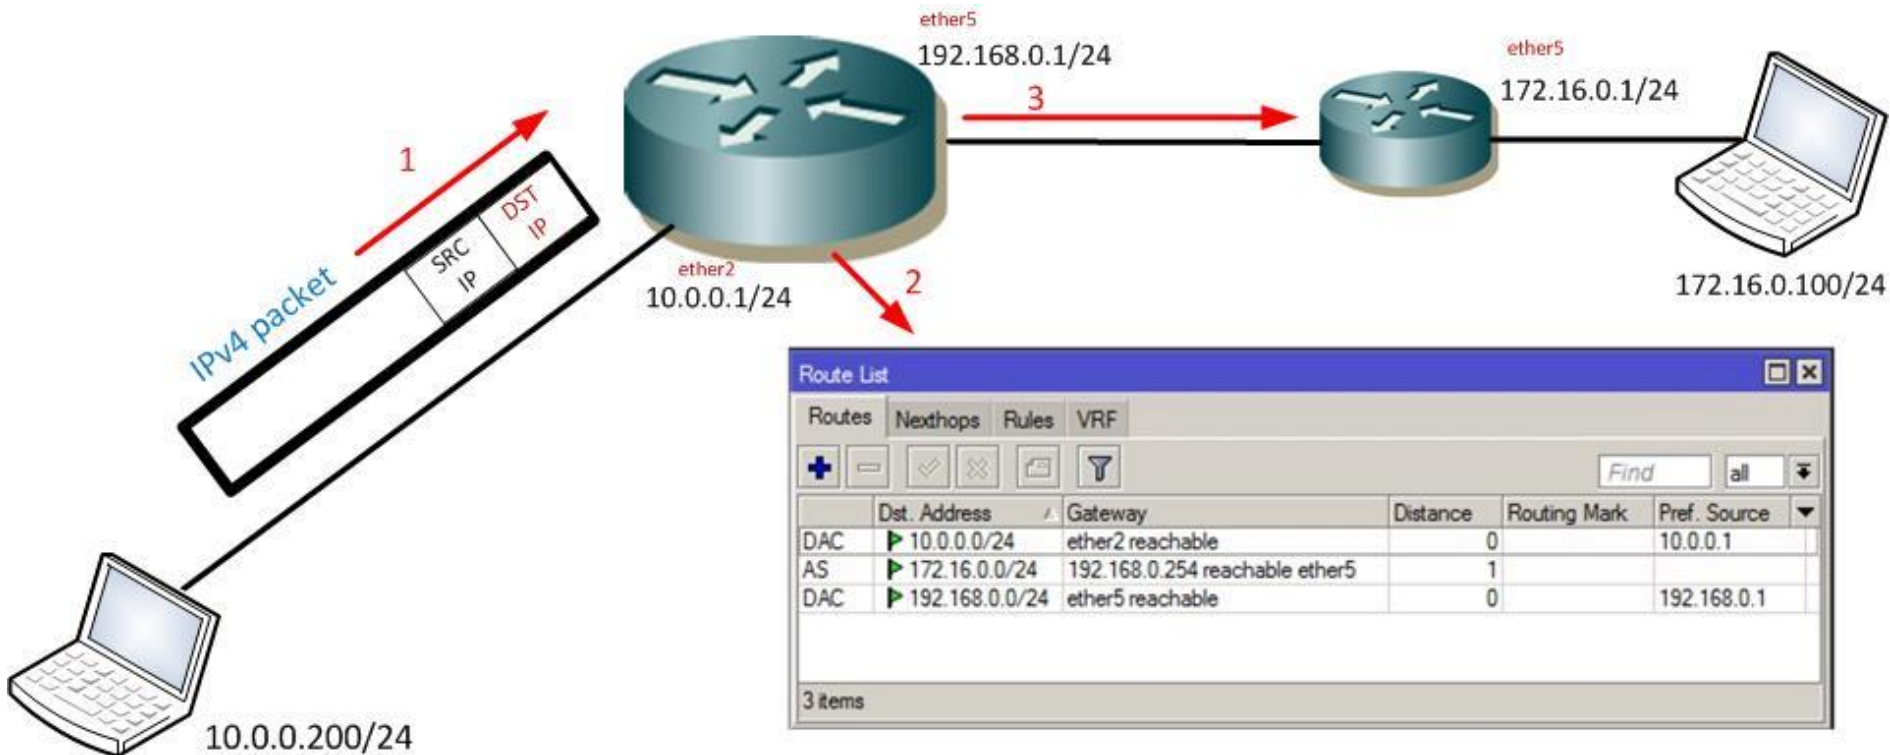 ether5
192.168.0.1/24
3
ether5
172.16.0.1/24
172.16.0.100/24
1
DST
IP
SRC
IP
IPv4 packet
ether2
10.0.0.1/24
2
10.0.0.200/24
Route List
Routes Nexthops Rules VRF
Find all
Dst. Address Gateway Distance Routing Mark Pref. Source
DAC 10.0.0.0/24 ether2 reachable 0 10.0.0.1
AS 172.16.0.0/24 192.168.0.254 reachable ether5 1
DAC 192.168.0.0/24 ether5 reachable 0 192.168.0.1
3 items